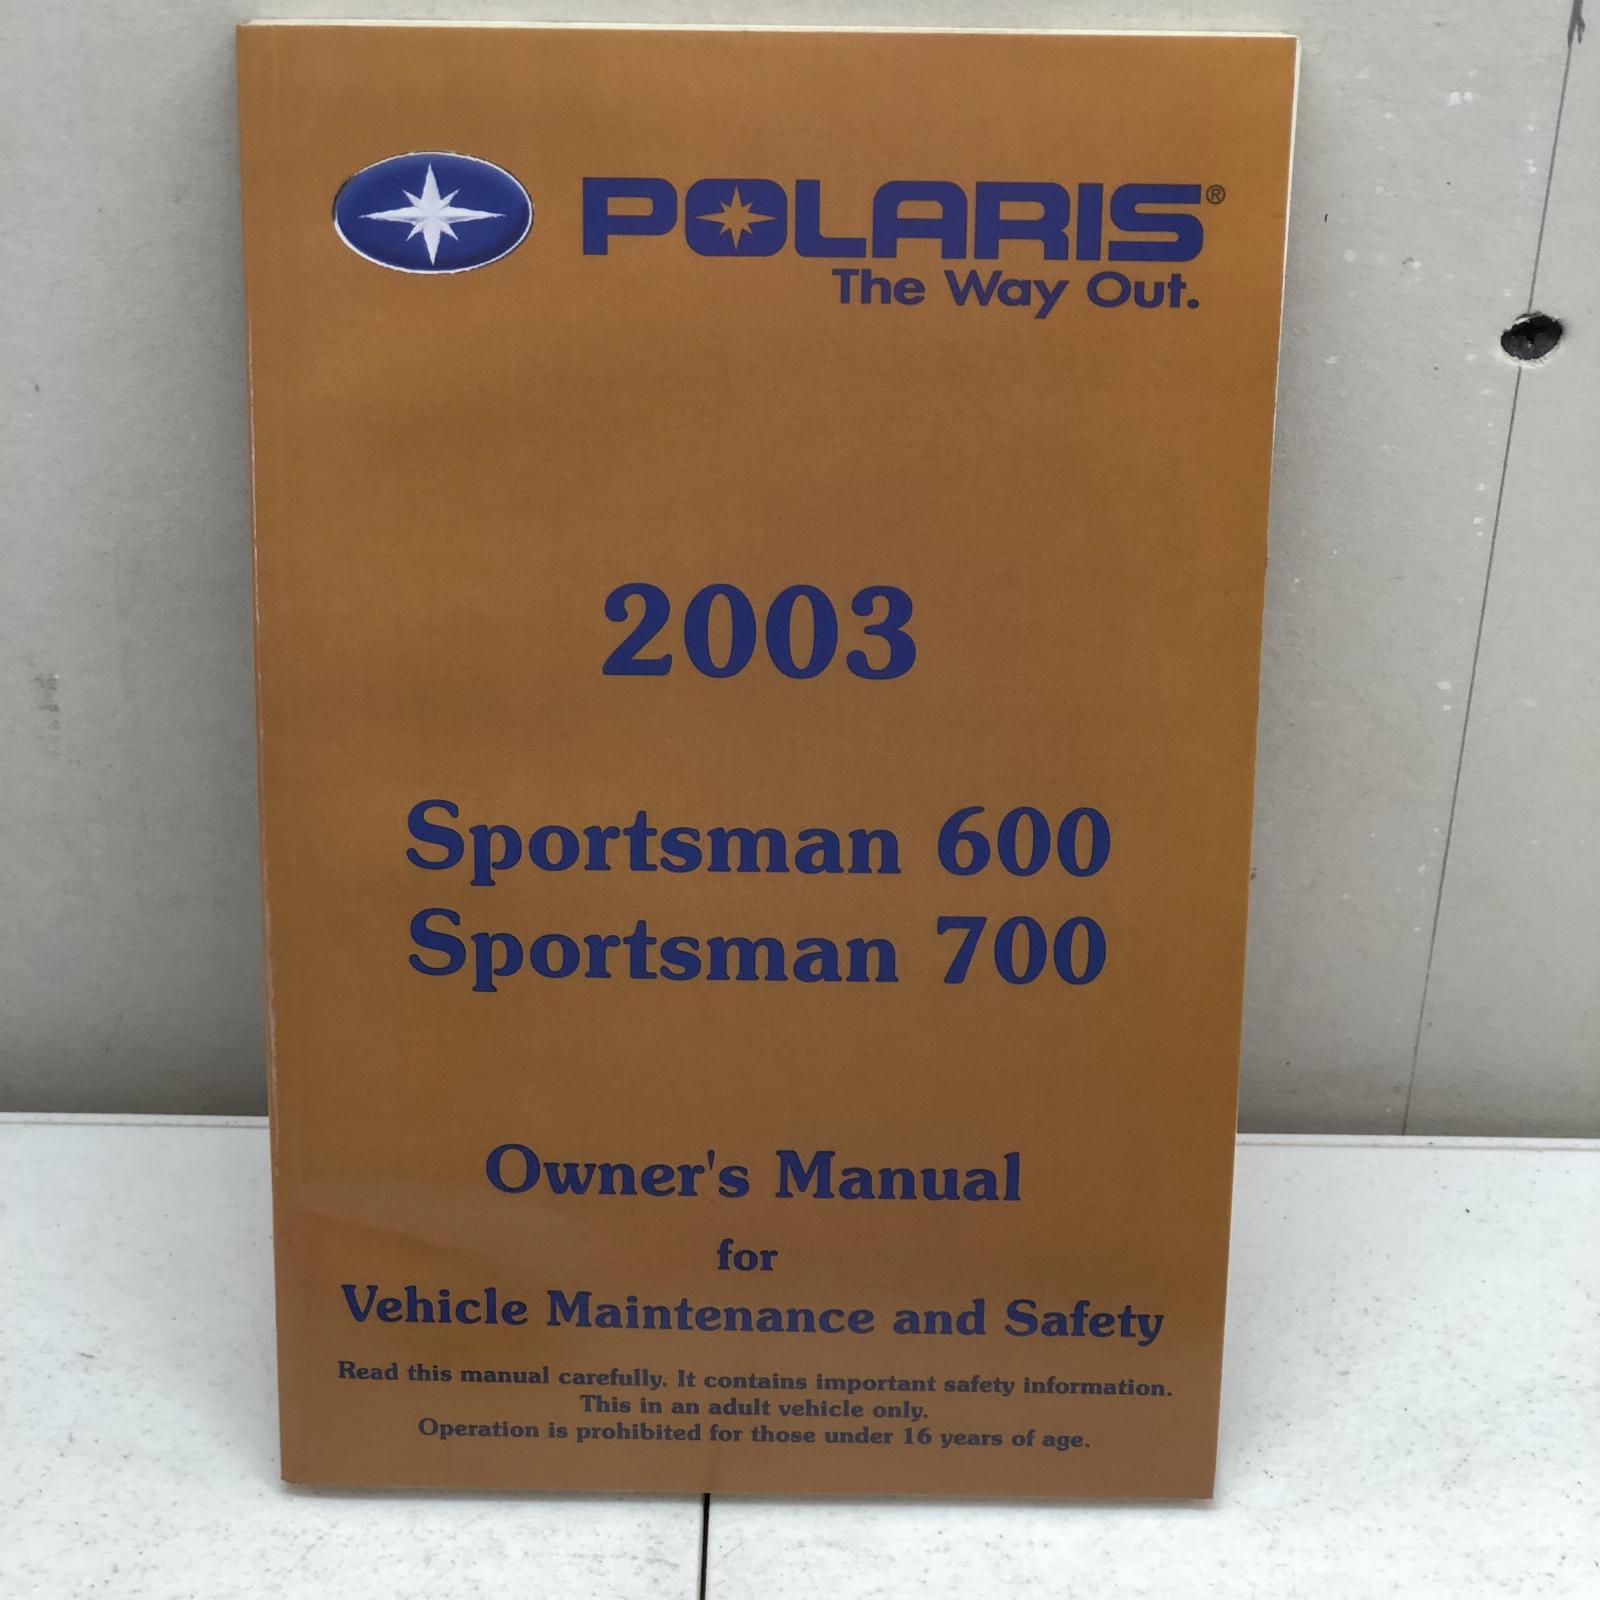 POLARIS®
The Way Out.
2003
Sportsman 600
Sportsman 700
Owner's Manual
for
Vehicle Maintenance and Safety
Read this manual carefully. It contains important safety information.
This in an adult vehicle only.
Operation is prohibited for those under 16 years of age.